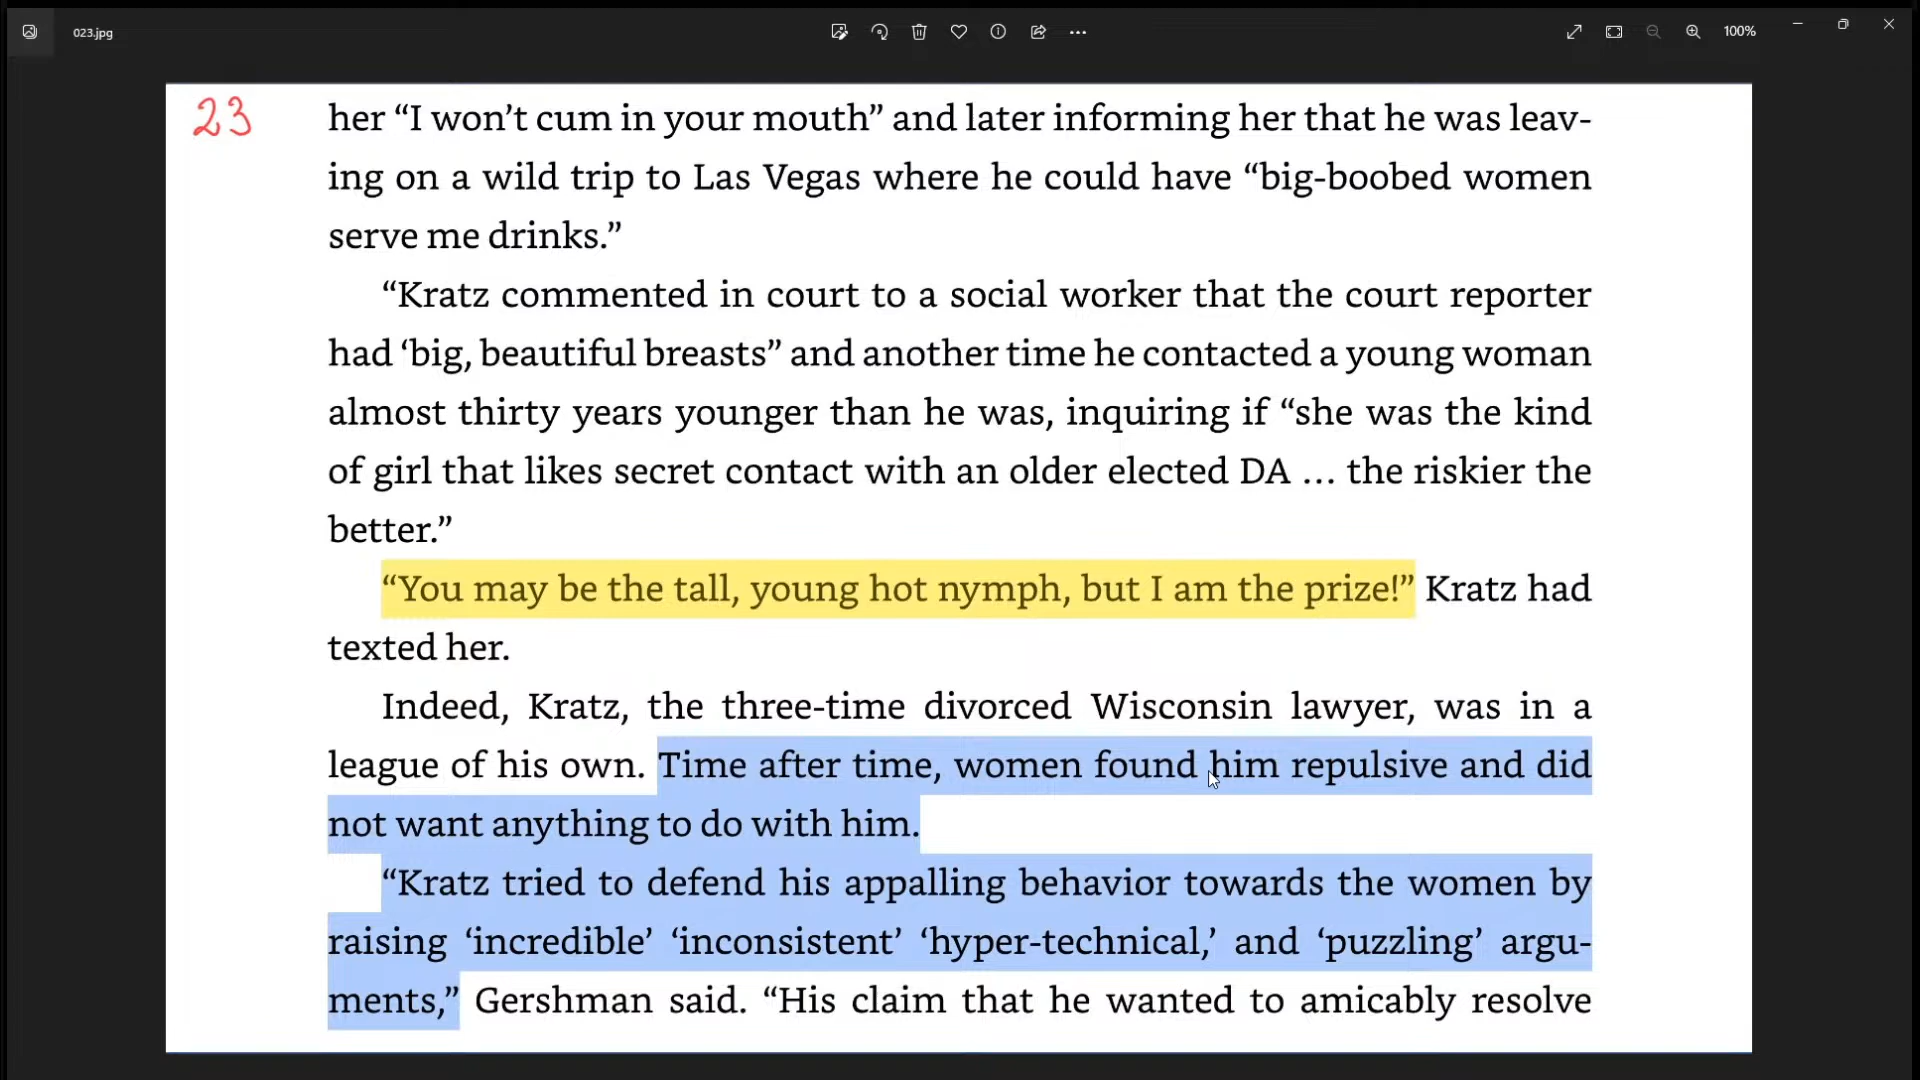 023.jpg
100%
23
her “I won’t cum in your mouth” and later informing her that he was leav-
ing on a wild trip to Las Vegas where he could have “big-boobed women
serve me drinks.”
“Kratz commented in court to a social worker that the court reporter
had ‘big, beautiful breasts” and another time he contacted a young woman
almost thirty years younger than he was, inquiring if “she was the kind
of girl that likes secret contact with an older elected DA … the riskier the
better.”
“You may be the tall, young hot nymph, but I am the prize!” Kratz had
texted her.
Indeed, Kratz, the three-time divorced Wisconsin lawyer, was in a
league of his own. Time after time, women found him repulsive and did
not want anything to do with him.
“Kratz tried to defend his appalling behavior towards the women by
raising ‘incredible’ ‘inconsistent’ ‘hyper-technical,’ and ‘puzzling’ argu-
ments,” Gershman said. “His claim that he wanted to amicably resolve